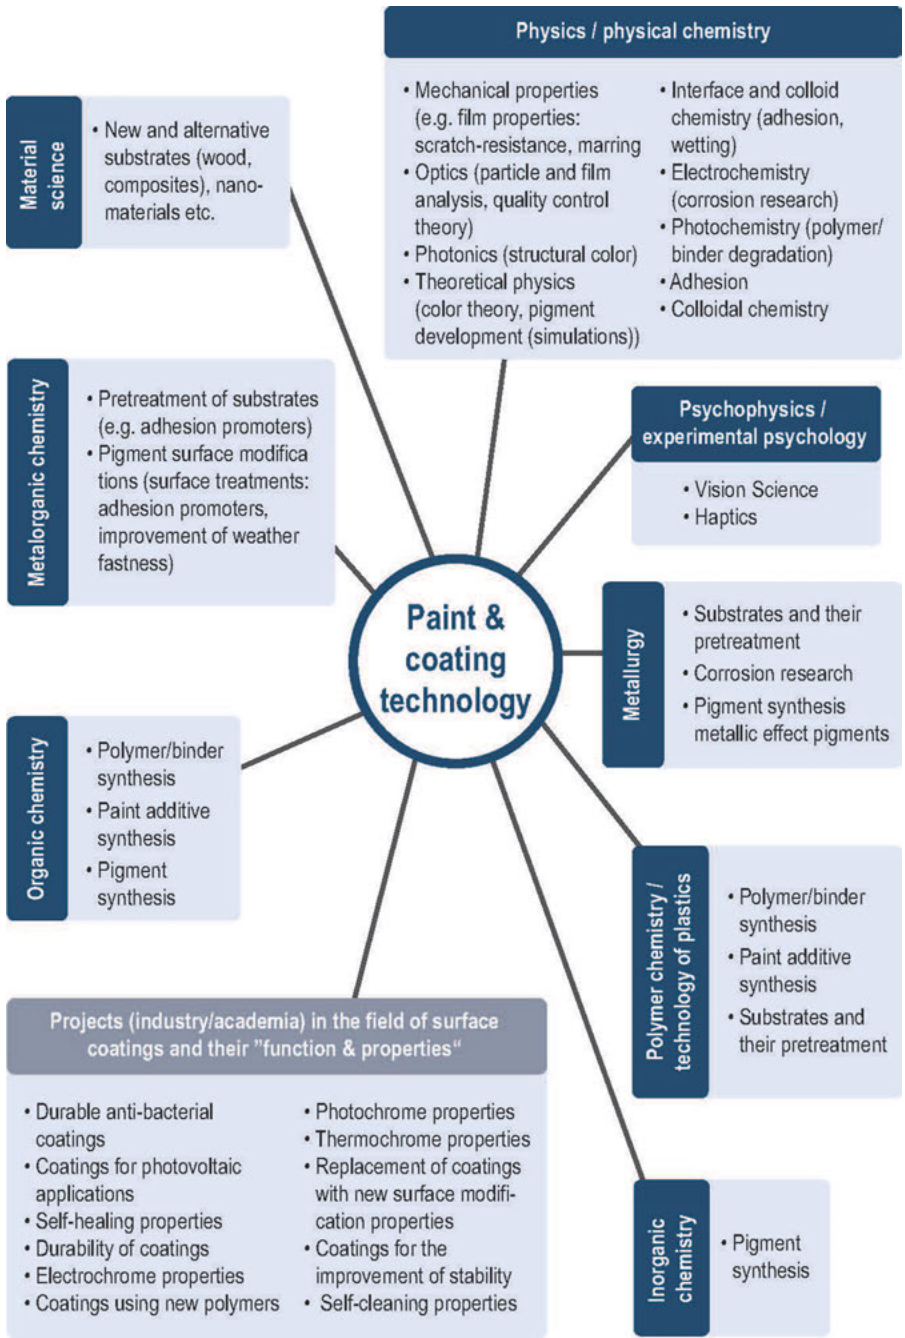 Physics / physical chemistry
• Mechanical properties
(e.g. film properties:
scratch-resistance, marring
• Optics (particle and film
analysis, quality control
theory)
• Photonics (structural color)
• Theoretical physics
(color theory, pigment
development (simulations))
• Interface and colloid
chemistry (adhesion,
wetting)
• Electrochemistry
(corrosion research)
• Photochemistry (polymer/
binder degradation)
• Adhesion
• Colloidal chemistry
Material
science
• New and alternative
substrates (wood,
composites), nano-
materials etc.
Metalorganic chemistry
• Pretreatment of substrates
(e.g. adhesion promoters)
• Pigment surface modifica
tions (surface treatments:
adhesion promoters,
improvement of weather
fastness)
Psychophysics /
experimental psychology
• Vision Science
• Haptics
Paint &
coating
technology
Metallurgy
• Substrates and their
pretreatment
• Corrosion research
• Pigment synthesis
metallic effect pigments
Organic chemistry
• Polymer/binder
synthesis
• Paint additive
synthesis
• Pigment
synthesis
Polymer chemistry /
technology of plastics
• Polymer/binder
synthesis
• Paint additive
synthesis
• Substrates and
their pretreatment
Projects (industry/academia) in the field of surface
coatings and their ”function & properties“
• Durable anti-bacterial
coatings
• Coatings for photovoltaic
applications
• Self-healing properties
• Durability of coatings
• Electrochrome properties
• Coatings using new polymers
• Photochrome properties
• Thermochrome properties
• Replacement of coatings
with new surface modifi-
cation properties
• Coatings for the
improvement of stability
• Self-cleaning properties
Inorganic
chemistry
• Pigment
synthesis